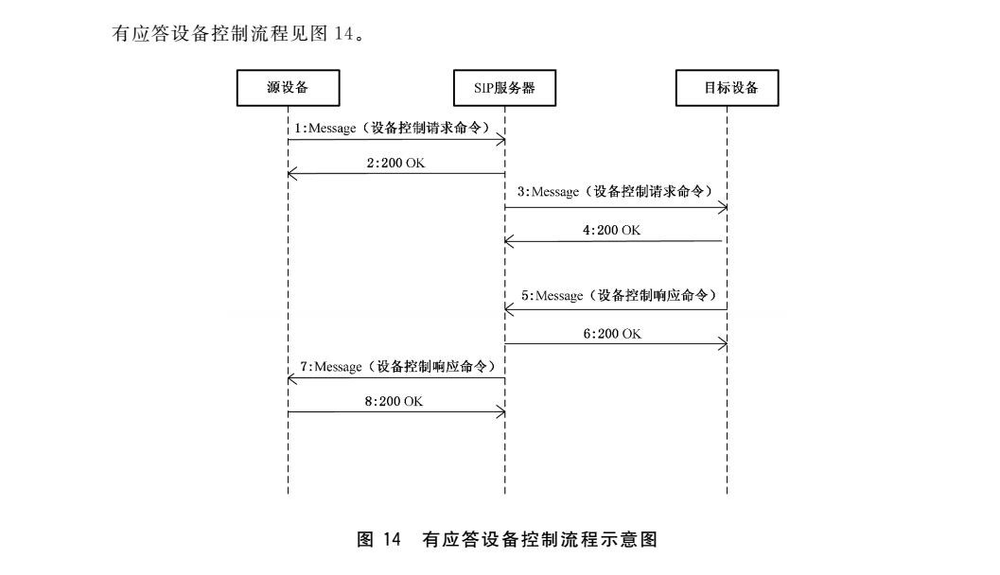 有应答设备控制流程见图 14。
源设备
SIP服务器
目标设备
1:Message（设备控制请求命令）
2:200 OK
3:Message（设备控制请求命令）
4:200 OK
5:Message（设备控制响应命令）
6:200 OK
7:Message（设备控制响应命令）
8:200 OK
图 14 有应答设备控制流程示意图